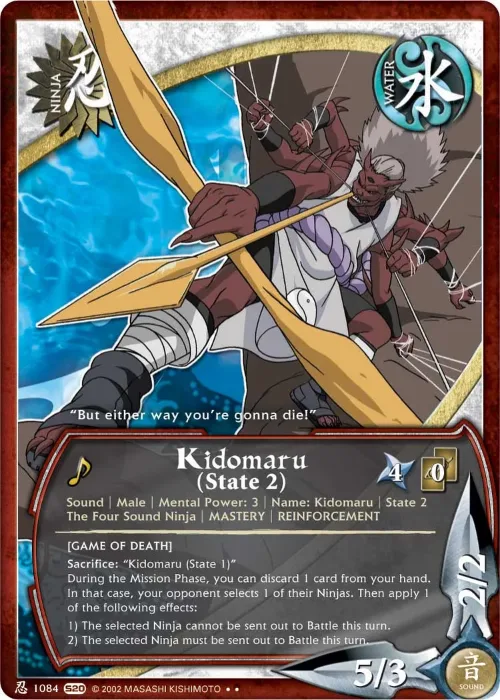 NINJA
忍
WATER
水
"But either way you're gonna die!"
Kidomaru
(State 2)
4
0
Sound | Male | Mental Power: 3 | Name: Kidomaru | State 2
The Four Sound Ninja | MASTERY | REINFORCEMENT
[GAME OF DEATH]
Sacrifice: "Kidomaru (State 1)"
During the Mission Phase, you can discard 1 card from your hand.
In that case, your opponent selects 1 of their Ninjas. Then apply 1
of the following effects:
1) The selected Ninja cannot be sent out to Battle this turn.
2) The selected Ninja must be sent out to Battle this turn.
2/2
5/3
音
SOUND
1084 S20 © 2002 MASASHI KISHIMOTO ••